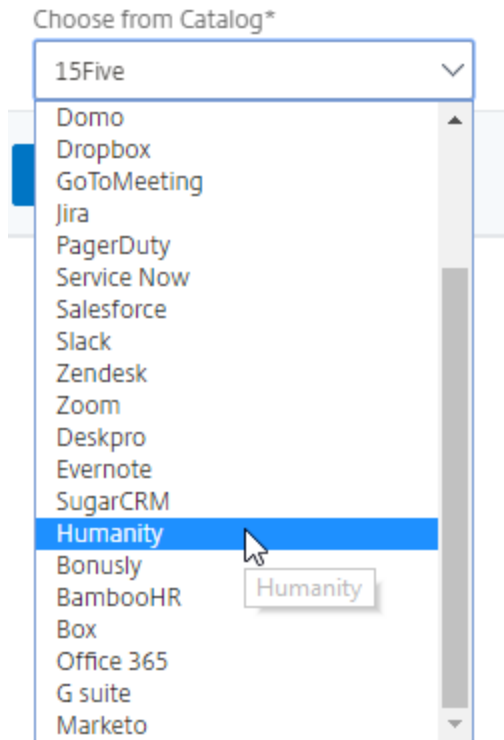 Choose from Catalog*
15Five
Domo
Dropbox
GoToMeeting
Jira
PagerDuty
Service Now
Salesforce
Slack
Zendesk
Zoom
Deskpro
Evernote
SugarCRM
Humanity
Bonusly
Humanity
BambooHR
Box
Office 365
G suite
Marketo